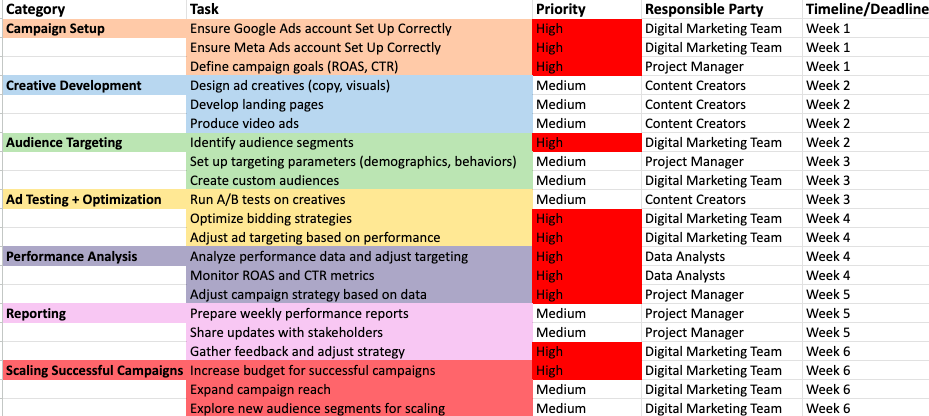 Category Task Priority Responsible Party Timeline/Deadline
Campaign Setup Ensure Google Ads account Set Up Correctly High Digital Marketing Team Week 1
Ensure Meta Ads account Set Up Correctly High Digital Marketing Team Week 1
Define campaign goals (ROAS, CTR) High Project Manager Week 1
Creative Development Design ad creatives (copy, visuals) Medium Content Creators Week 2
Develop landing pages Medium Content Creators Week 2
Produce video ads Medium Content Creators Week 2
Audience Targeting Identify audience segments High Digital Marketing Team Week 2
Set up targeting parameters (demographics, behaviors) Medium Project Manager Week 3
Create custom audiences Medium Digital Marketing Team Week 3
Ad Testing + Optimization Run A/B tests on creatives Medium Content Creators Week 3
Optimize bidding strategies High Digital Marketing Team Week 4
Adjust ad targeting based on performance High Digital Marketing Team Week 4
Performance Analysis Analyze performance data and adjust targeting High Data Analysts Week 4
Monitor ROAS and CTR metrics High Data Analysts Week 4
Adjust campaign strategy based on data High Project Manager Week 5
Reporting Prepare weekly performance reports Medium Project Manager Week 5
Share updates with stakeholders Medium Project Manager Week 5
Gather feedback and adjust strategy High Digital Marketing Team Week 6
Scaling Successful Campaigns Increase budget for successful campaigns High Digital Marketing Team Week 6
Expand campaign reach Medium Digital Marketing Team Week 6
Explore new audience segments for scaling Medium Digital Marketing Team Week 6